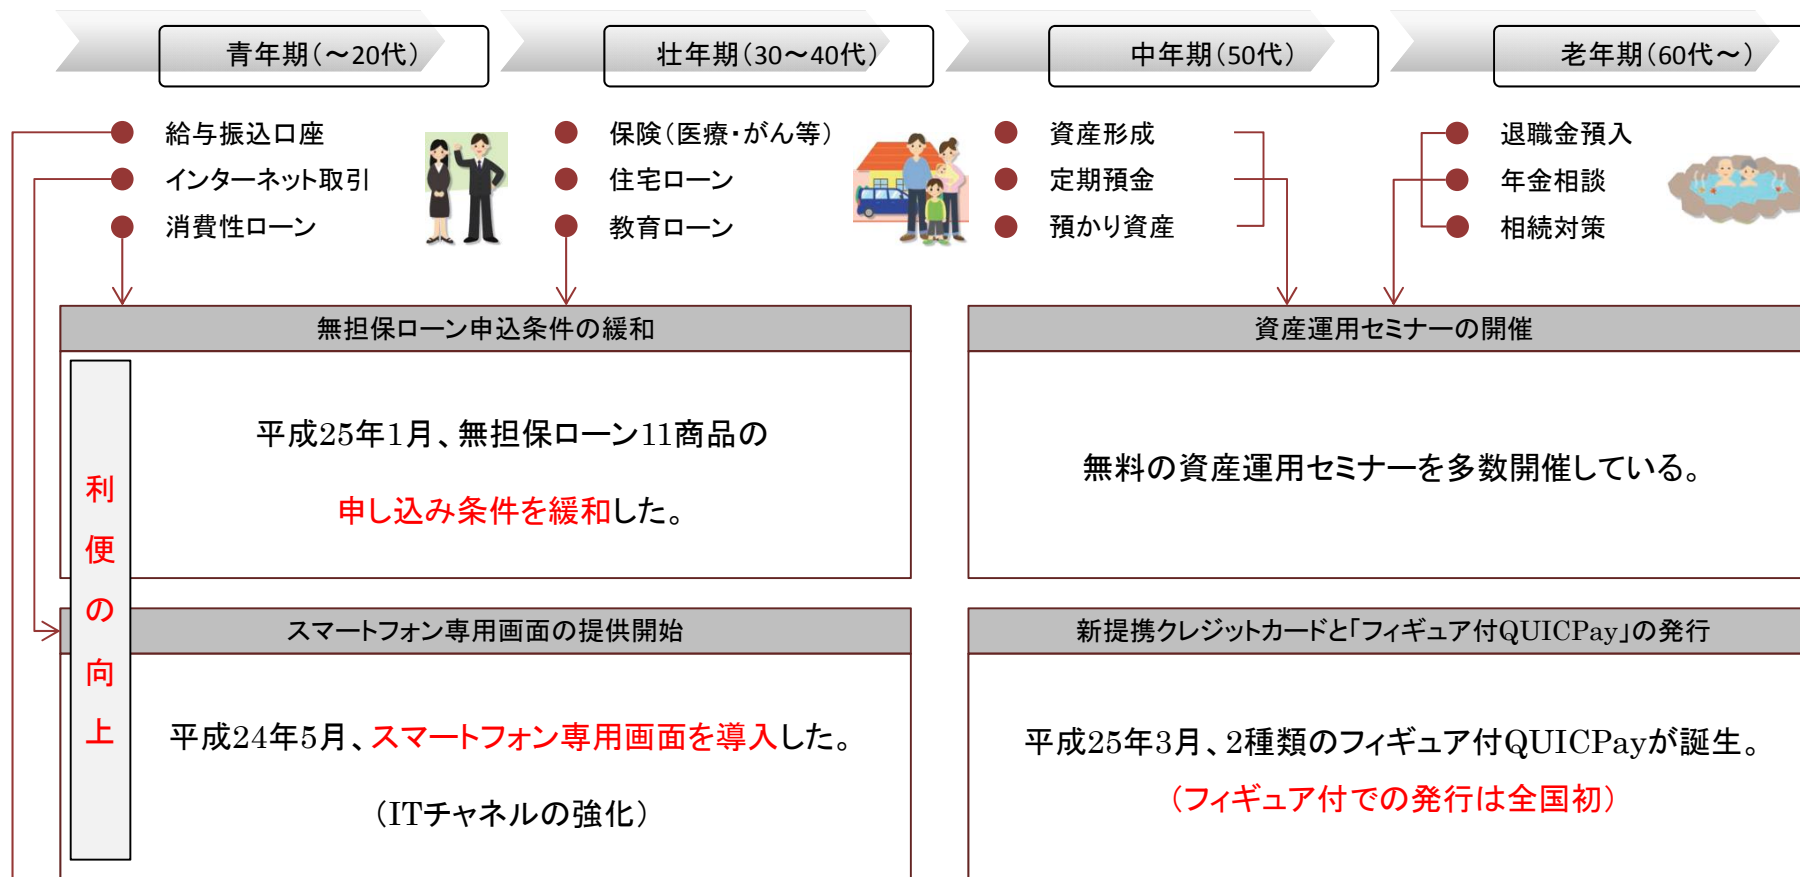 青年期（～20代）
壮年期（30～40代）
中年期（50代）
老年期（60代～）
給与振込口座
インターネット取引
消費性ローン
保険（医療・がん等）
住宅ローン
教育ローン
資産形成
定期預金
預かり資産
退職金預入
年金相談
相続対策
無担保ローン申込条件の緩和
平成25年1月、無担保ローン11商品の
申し込み条件を緩和した。
資産運用セミナーの開催
無料の資産運用セミナーを多数開催している。
利便の向上
スマートフォン専用画面の提供開始
平成24年5月、スマートフォン専用画面を導入した。
（ITチャネルの強化）
新提携クレジットカードと「フィギュア付QUICPay」の発行
平成25年3月、2種類のフィギュア付QUICPayが誕生。
（フィギュア付での発行は全国初）